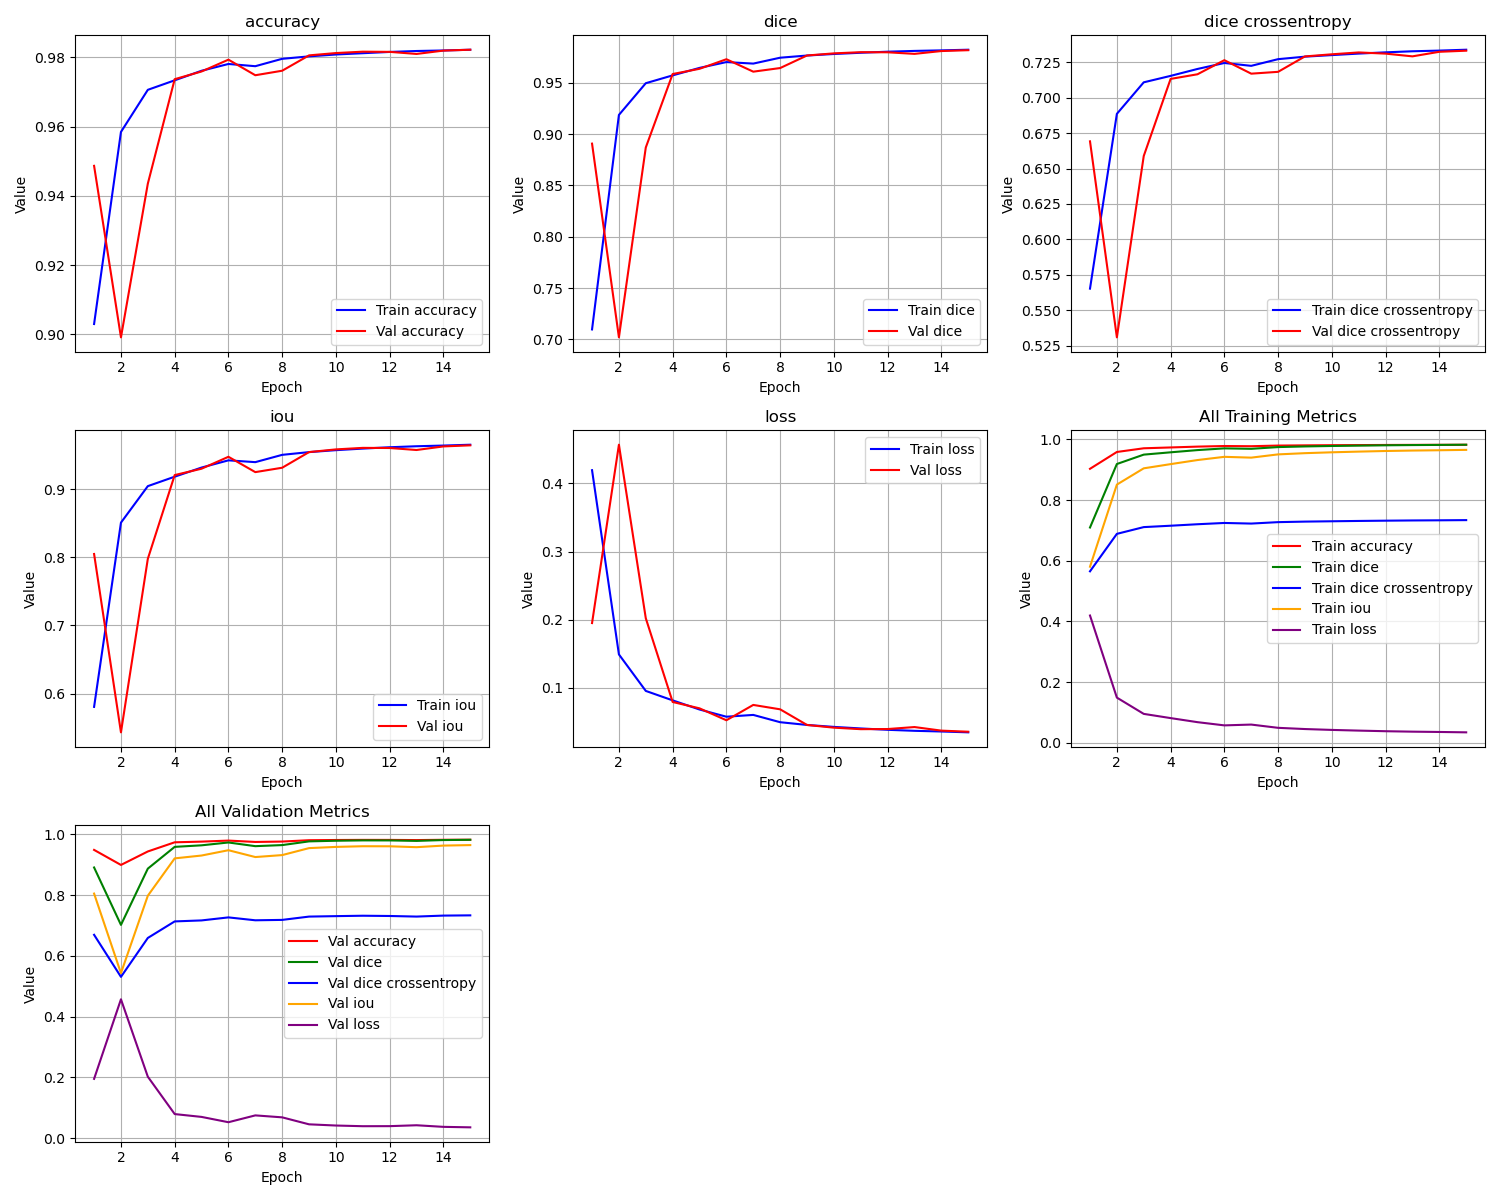 accuracy
Value
0.98
0.96
0.94
0.92
0.90
Train accuracy
Val accuracy
2 4 6 8 10 12 14
Epoch
dice
Value
0.95
0.90
0.85
0.80
0.75
0.70
Train dice
Val dice
2 4 6 8 10 12 14
Epoch
dice crossentropy
Value
0.725
0.700
0.675
0.650
0.625
0.600
0.575
0.550
0.525
Train dice crossentropy
Val dice crossentropy
2 4 6 8 10 12 14
Epoch
iou
Value
0.9
0.8
0.7
0.6
Train iou
Val iou
2 4 6 8 10 12 14
Epoch
loss
Value
0.4
0.3
0.2
0.1
Train loss
Val loss
2 4 6 8 10 12 14
Epoch
All Training Metrics
Value
1.0
0.8
0.6
0.4
0.2
0.0
Train accuracy
Train dice
Train dice crossentropy
Train iou
Train loss
2 4 6 8 10 12 14
Epoch
All Validation Metrics
Value
1.0
0.8
0.6
0.4
0.2
0.0
Val accuracy
Val dice
Val dice crossentropy
Val iou
Val loss
2 4 6 8 10 12 14
Epoch